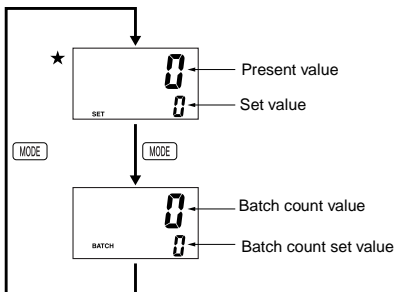 ★
0
Present value
0
Set value
SET
MODE
MODE
0
Batch count value
BATCH
0
Batch count set value